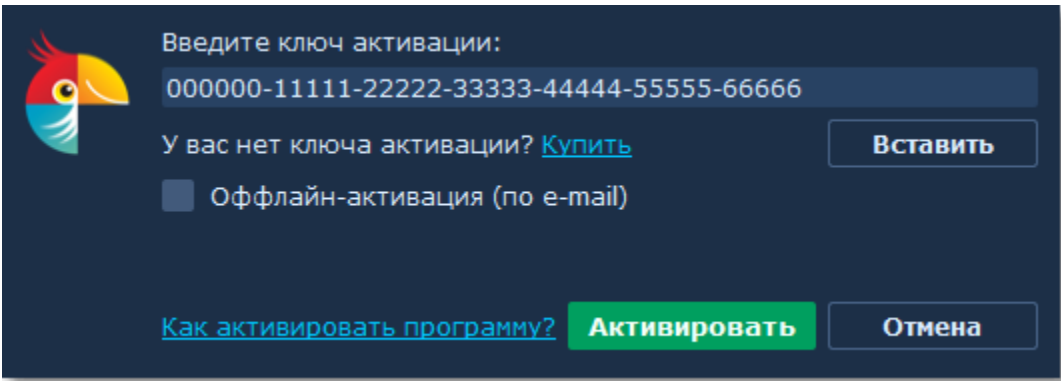 Введите ключ активации:
000000-11111-22222-33333-44444-55555-66666
У вас нет ключа активации? Купить
Вставить
Оффлайн-активация (по e-mail)
Как активировать программу?
Активировать
Отмена